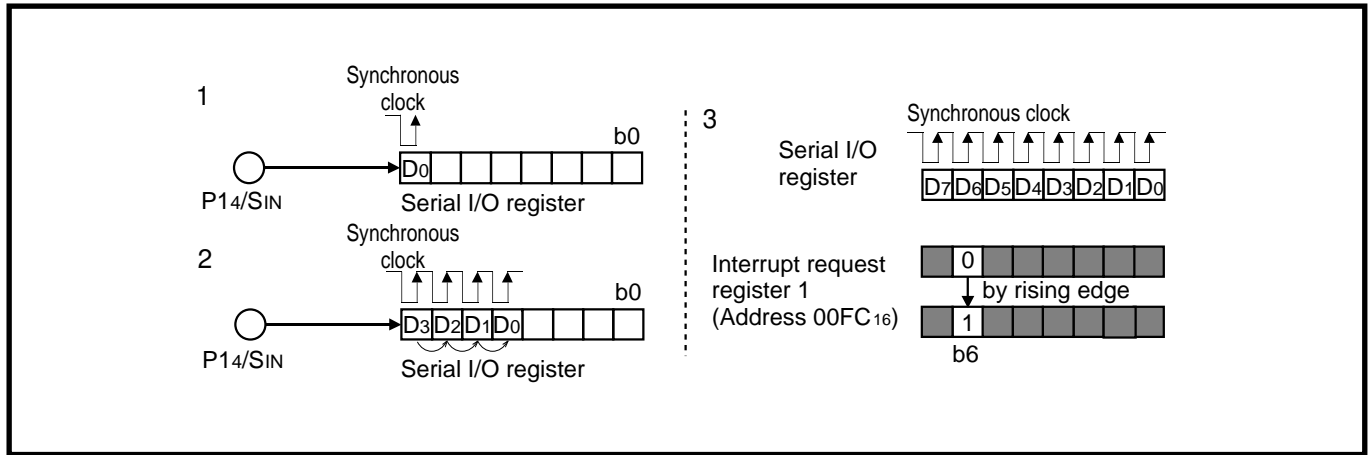 1
Synchronous
clock
b0
D0
P14/SIN
Serial I/O register
2
Synchronous
clock
b0
D3 D2 D1 D0
P14/SIN
Serial I/O register
3
Synchronous clock
Serial I/O
register
D7 D6 D5 D4 D3 D2 D1 D0
Interrupt request
register 1
(Address 00FC16)
0
by rising edge
1
b6